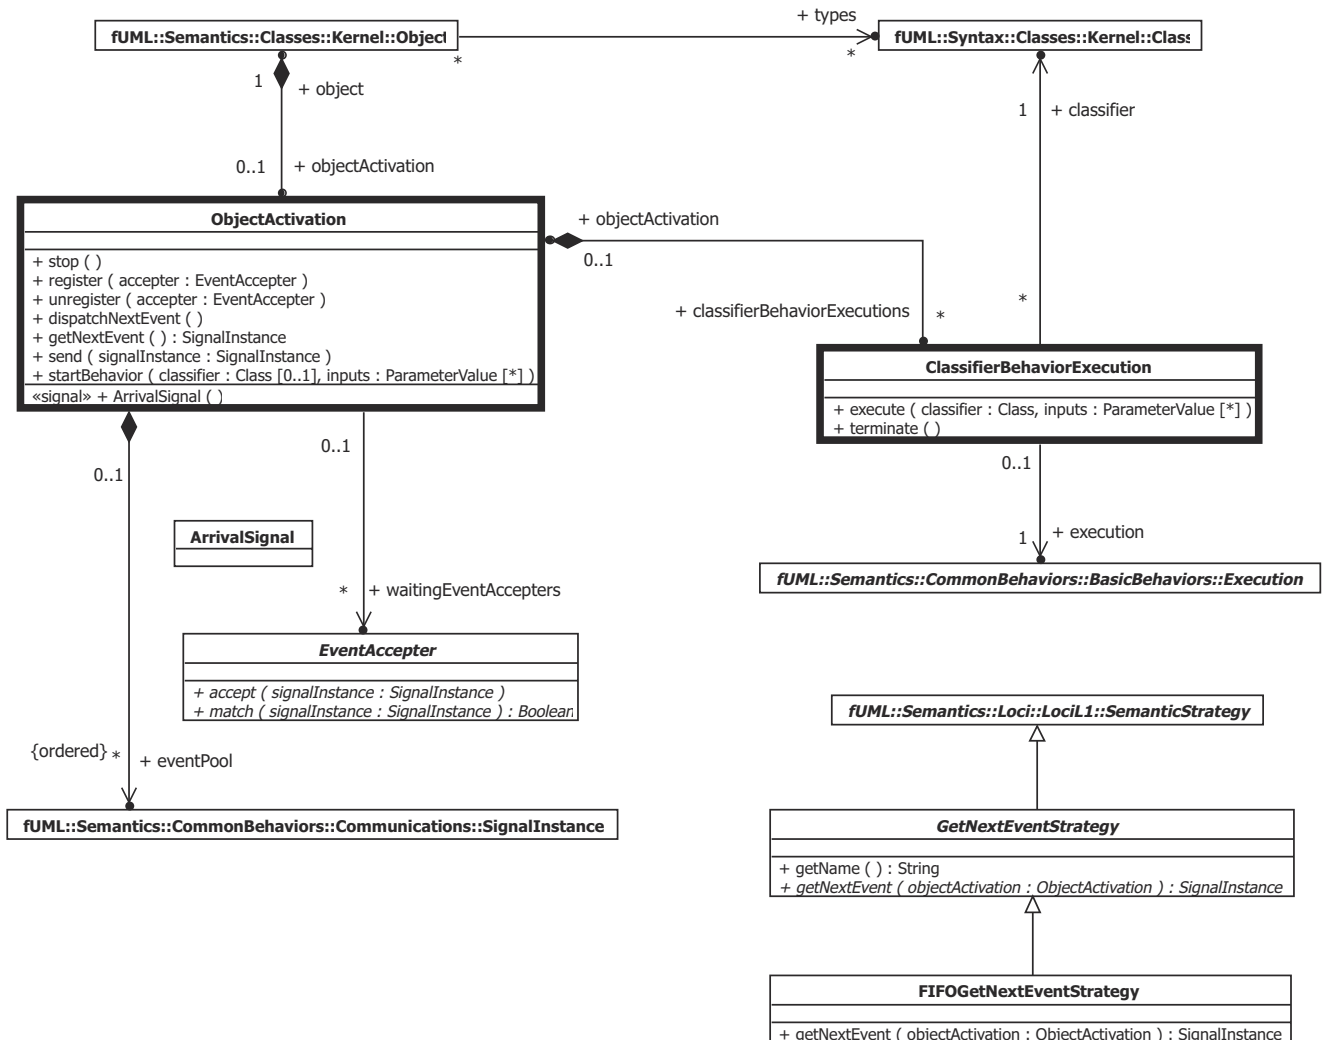 + types
fUML::Semantics::Classes::Kernel::Object
fUML::Syntax::Classes::Kernel::Class
*
*
1
+ object
1
+ classifier
0..1
+ objectActivation
ObjectActivation
+ stop ( )
+ register ( accepter : EventAccepter )
+ unregister ( accepter : EventAccepter )
+ dispatchNextEvent ( )
+ getNextEvent ( ) : SignalInstance
+ send ( signalInstance : SignalInstance )
+ startBehavior ( classifier : Class [0..1], inputs : ParameterValue [*] )
«signal» + ArrivalSignal ( )
+ objectActivation
0..1
+ classifierBehaviorExecutions
*
*
ClassifierBehaviorExecution
+ execute ( classifier : Class, inputs : ParameterValue [*] )
+ terminate ( )
0..1
0..1
0..1
ArrivalSignal
1
+ execution
fUML::Semantics::CommonBehaviors::BasicBehaviors::Execution
*
+ waitingEventAccepters
EventAccepter
+ accept ( signalInstance : SignalInstance )
+ match ( signalInstance : SignalInstance ) : Boolean
{ordered}
*
+ eventPool
fUML::Semantics::CommonBehaviors::Communications::SignalInstance
fUML::Semantics::Loci::LociL1::SemanticStrategy
GetNextEventStrategy
+ getName ( ) : String
+ getNextEvent ( objectActivation : ObjectActivation ) : SignalInstance
FIFOGetNextEventStrategy
+ getNextEvent ( objectActivation : ObjectActivation ) : SignalInstance